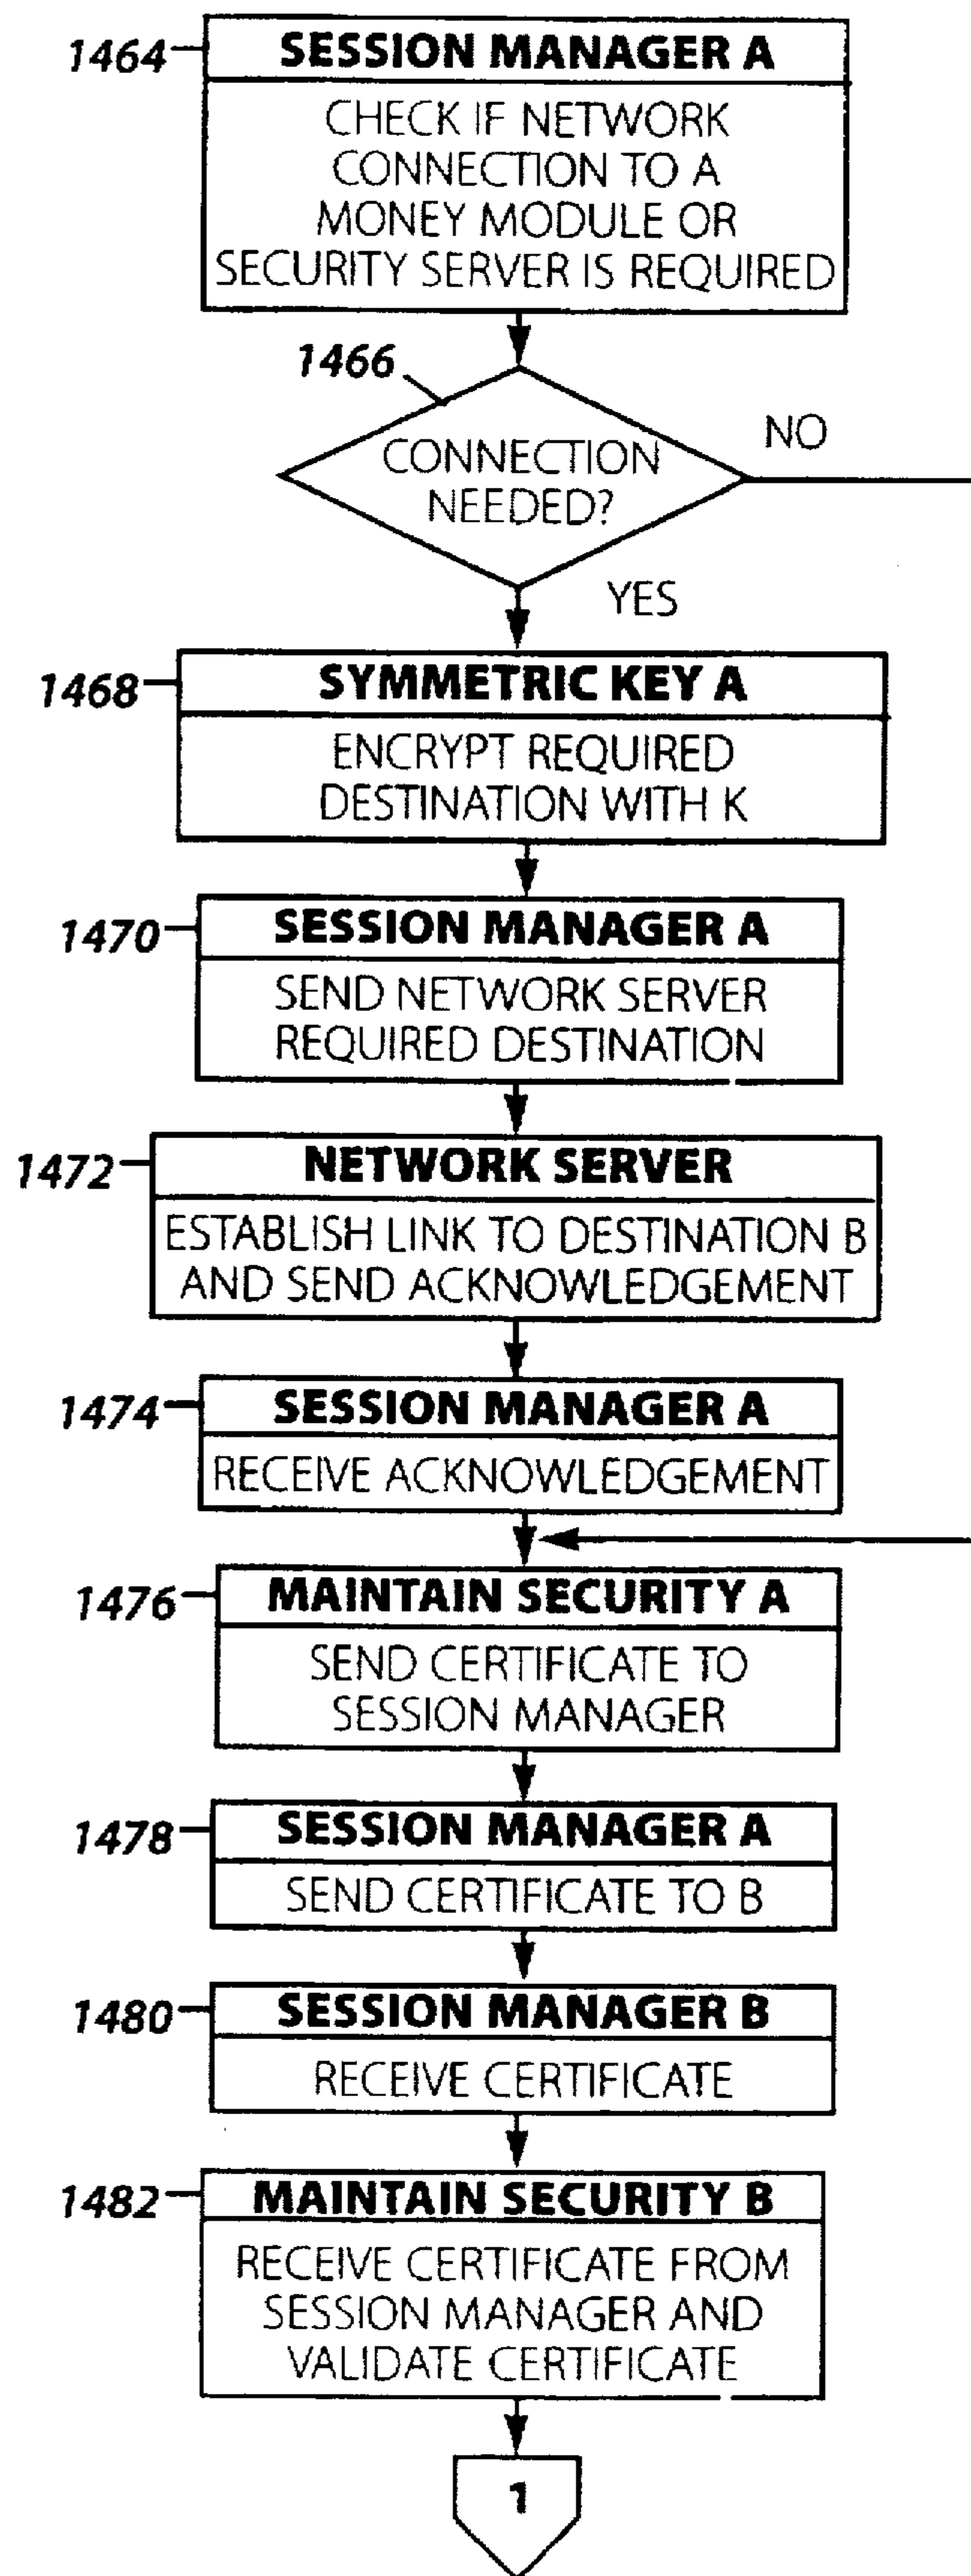 1464
SESSION MANAGER A
CHECK IF NETWORK
CONNECTION TO A
MONEY MODULE OR
SECURITY SERVER IS REQUIRED
1466
CONNECTION
NEEDED?
NO
YES
1468
SYMMETRIC KEY A
ENCRYPT REQUIRED
DESTINATION WITH K
1470
SESSION MANAGER A
SEND NETWORK SERVER
REQUIRED DESTINATION
1472
NETWORK SERVER
ESTABLISH LINK TO DESTINATION B
AND SEND ACKNOWLEDGEMENT
1474
SESSION MANAGER A
RECEIVE ACKNOWLEDGEMENT
1476
MAINTAIN SECURITY A
SEND CERTIFICATE TO
SESSION MANAGER
1478
SESSION MANAGER A
SEND CERTIFICATE TO B
1480
SESSION MANAGER B
RECEIVE CERTIFICATE
1482
MAINTAIN SECURITY B
RECEIVE CERTIFICATE FROM
SESSION MANAGER AND
VALIDATE CERTIFICATE
1